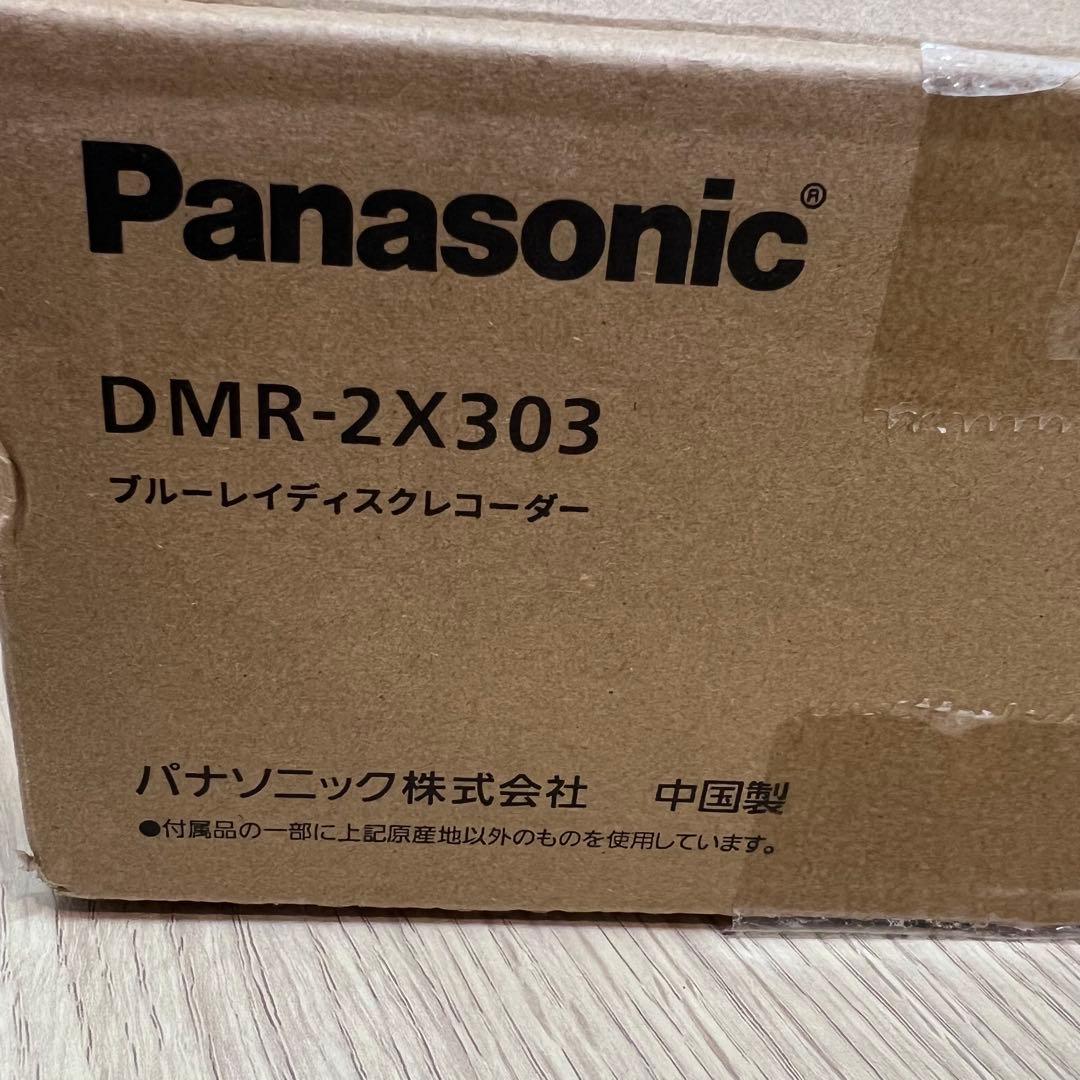 Panasonic®
DMR-2X303
ブルーレイディスクレコーダー
パナソニック株式会社 中国製
●付属品の一部に上記原産地以外のものを使用しています。